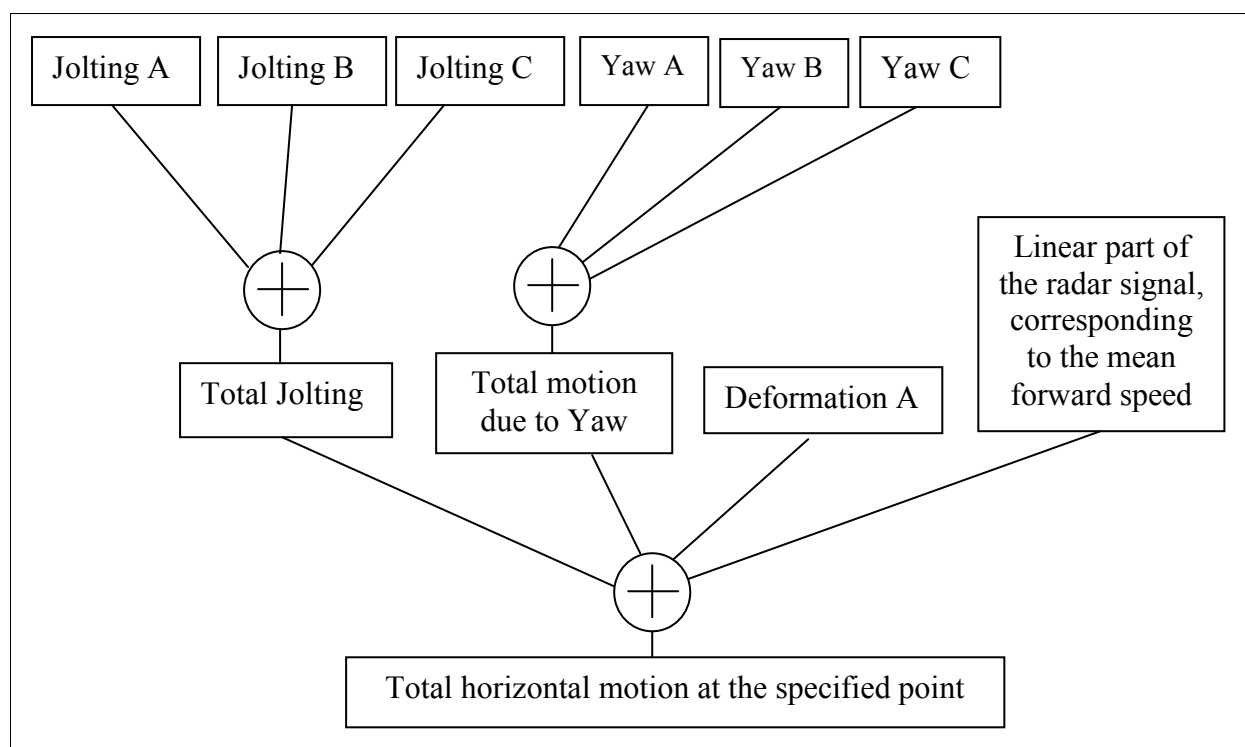 Jolting A
Jolting B
Jolting C
Yaw A
Yaw B
Yaw C
Linear part of
the radar signal,
corresponding
to the mean
forward speed
Total Jolting
Total motion
due to Yaw
Deformation A
Total horizontal motion at the specified point